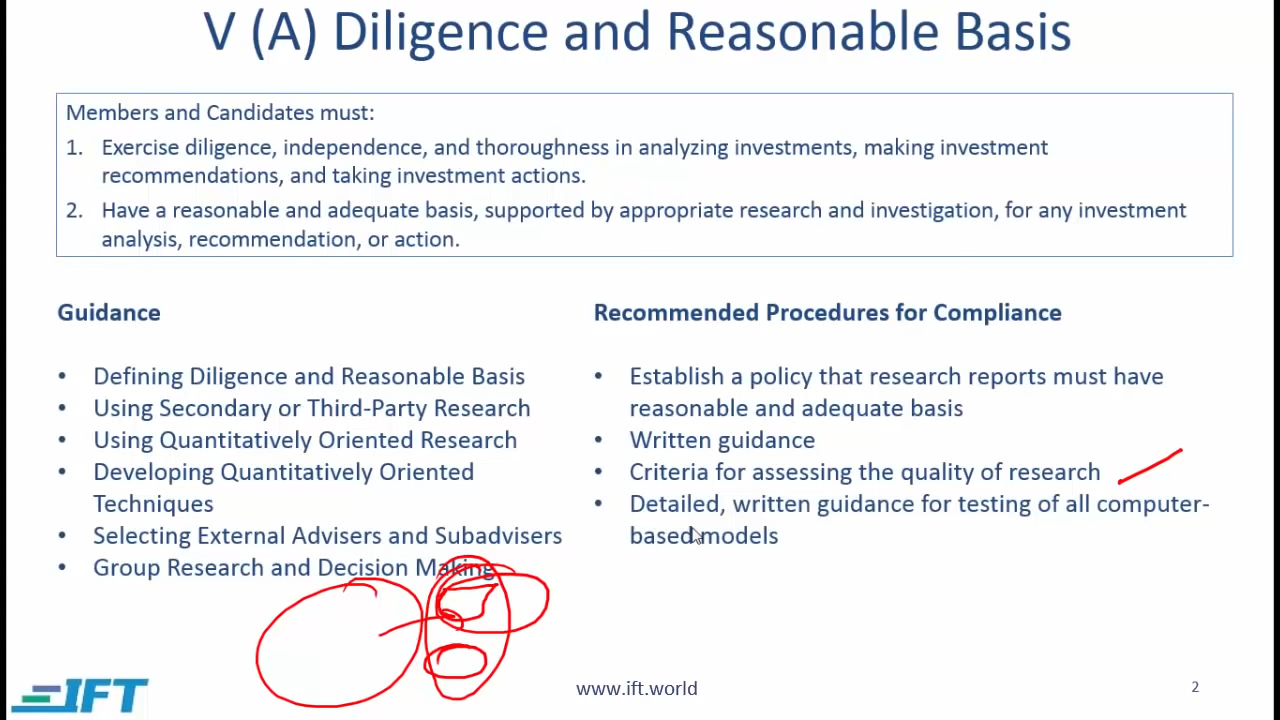 V (A) Diligence and Reasonable Basis
Members and Candidates must:
1. Exercise diligence, independence, and thoroughness in analyzing investments, making investment
recommendations, and taking investment actions.
2. Have a reasonable and adequate basis, supported by appropriate research and investigation, for any investment
analysis, recommendation, or action.
Guidance
• Defining Diligence and Reasonable Basis
• Using Secondary or Third-Party Research
• Using Quantitatively Oriented Research
• Developing Quantitatively Oriented
Techniques
• Selecting External Advisers and Subadvisers
• Group Research and Decision Making
Recommended Procedures for Compliance
• Establish a policy that research reports must have
reasonable and adequate basis
• Written guidance
• Criteria for assessing the quality of research
• Detailed, written guidance for testing of all computer-
based models
IFT
www.ift.world
2